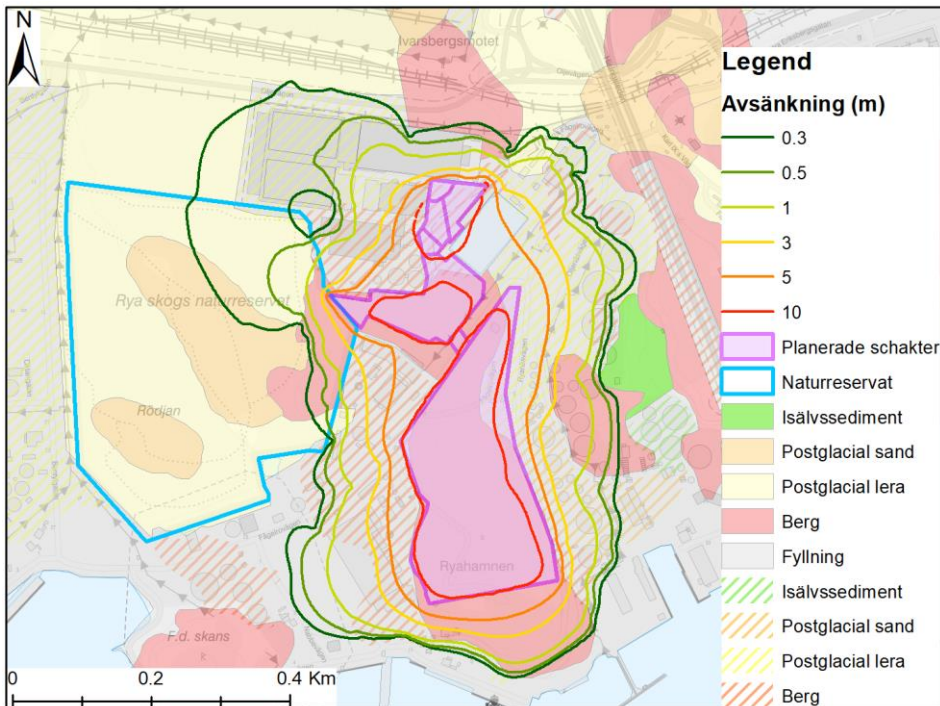 N
Ivarsbergsmotet
Legend
Avsänkning (m)
0.3
0.5
1
3
5
10
Planerade schakter
Naturreservat
Isälvssediment
Postglacial sand
Postglacial lera
Berg
Fyllning
Isälvssediment
Postglacial sand
Postglacial lera
Berg
Rya skogs naturreservat
Rödjan
Ryahamnen
F.d. skans
0 0.2 0.4 Km